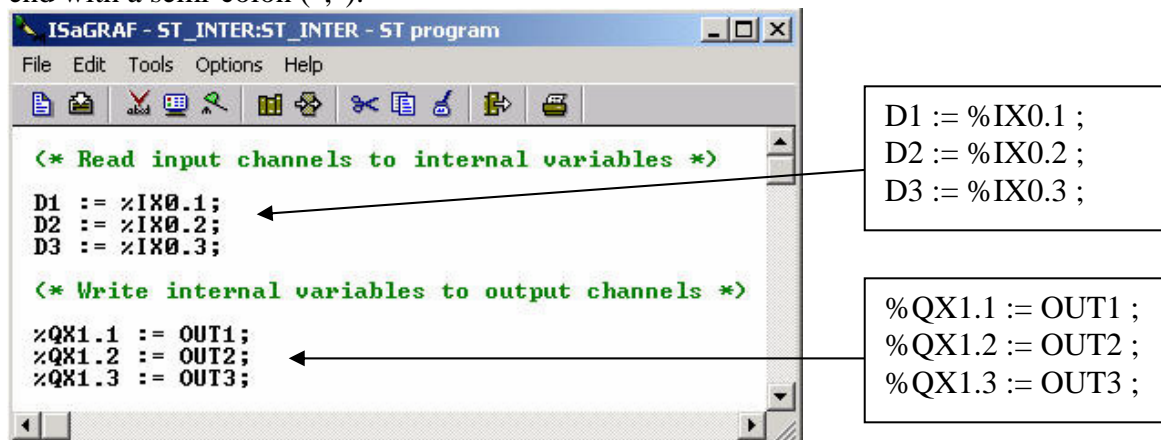 end with a semi-colon (";").
ISaGRAF - ST_INTER:ST_INTER - ST program
File Edit Tools Options Help
(* Read input channels to internal variables *)
D1 := %IX0.1;
D2 := %IX0.2;
D3 := %IX0.3;
(* Write internal variables to output channels *)
%QX1.1 := OUT1;
%QX1.2 := OUT2;
%QX1.3 := OUT3;
D1 := %IX0.1 ;
D2 := %IX0.2 ;
D3 := %IX0.3 ;
%QX1.1 := OUT1 ;
%QX1.2 := OUT2 ;
%QX1.3 := OUT3 ;